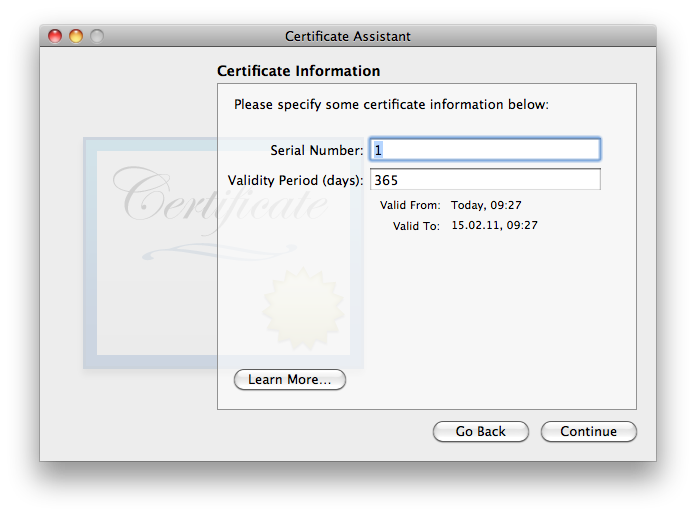 Certificate Assistant
Certificate Information
Please specify some certificate information below:
Serial Number: 1
Validity Period (days): 365
Certificate
Valid From: Today, 09:27
Valid To: 15.02.11, 09:27
Learn More...
Go Back Continue